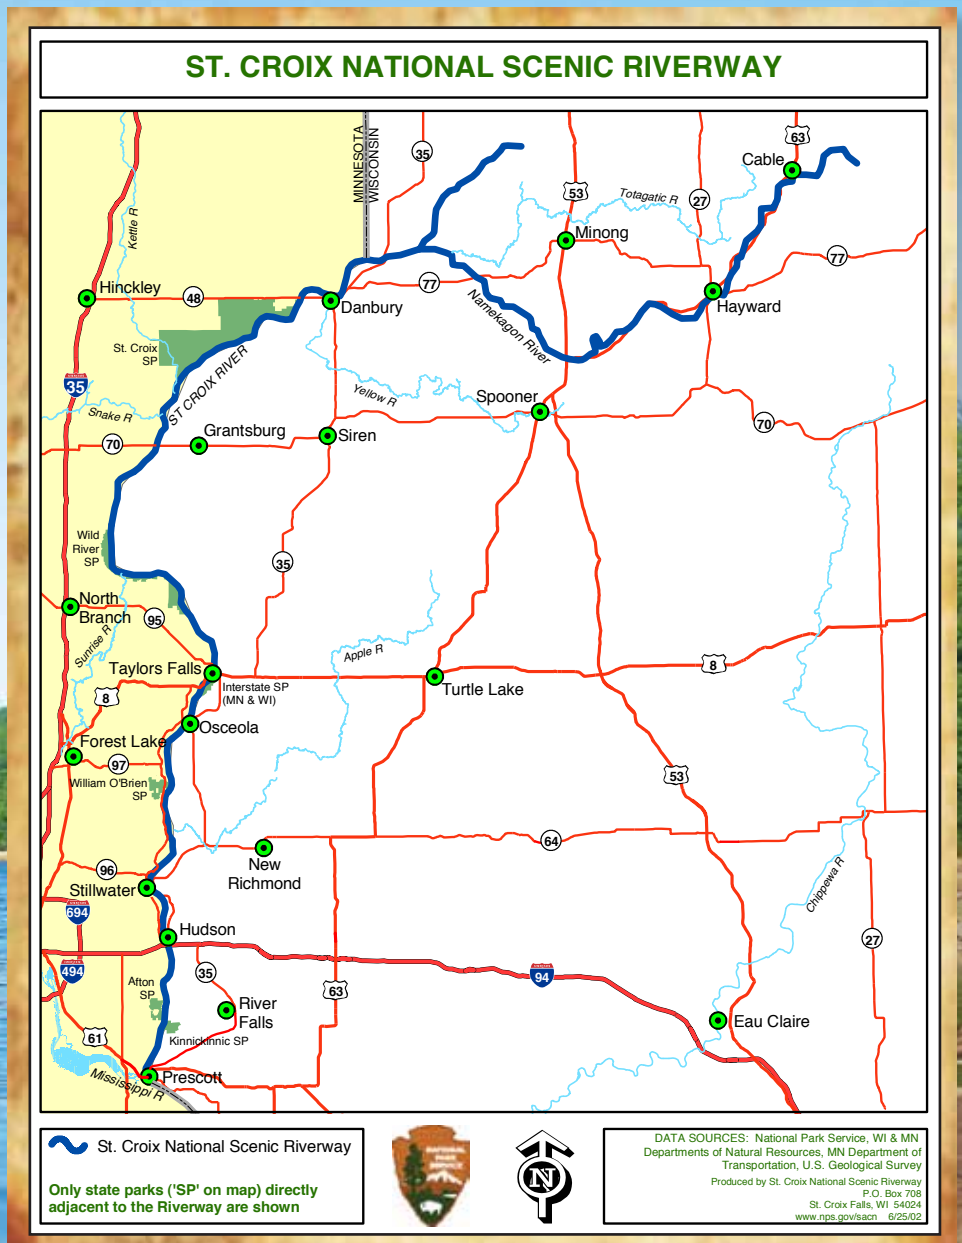 ST. CROIX NATIONAL SCENIC RIVERWAY
MINNESOTA
WISCONSIN
35
53
63
Cable
Totagatic R
27
Kettle R
Minong
77
Hinckley
48
77
Danbury
Hayward
Namekagon River
St. Croix
SP
ST CROIX RIVER
35
Snake R
Yellow R
Spooner
70
Grantsburg
Siren
70
Wild
River
SP
35
North
Branch
95
Sunrise R
Apple R
Taylors Falls
8
Interstate SP
(MN & WI)
Turtle Lake
8
Osceola
Forest Lake
97
53
William O'Brien
SP
64
New
Richmond
96
Stillwater
Chippewa R
694
Hudson
27
494
35
94
Afton
SP
63
River
Falls
Eau Claire
61
Kinnickinnic SP
Mississippi R
Prescott
St. Croix National Scenic Riverway
Only state parks ('SP' on map) directly
adjacent to the Riverway are shown
NATIONAL
PARK
SERVICE
N
DATA SOURCES: National Park Service, WI & MN
Departments of Natural Resources, MN Department of
Transportation, U.S. Geological Survey
Produced by St. Croix National Scenic Riverway
P.O. Box 708
St. Croix Falls, WI 54024
www.nps.gov/sacn 6/25/02